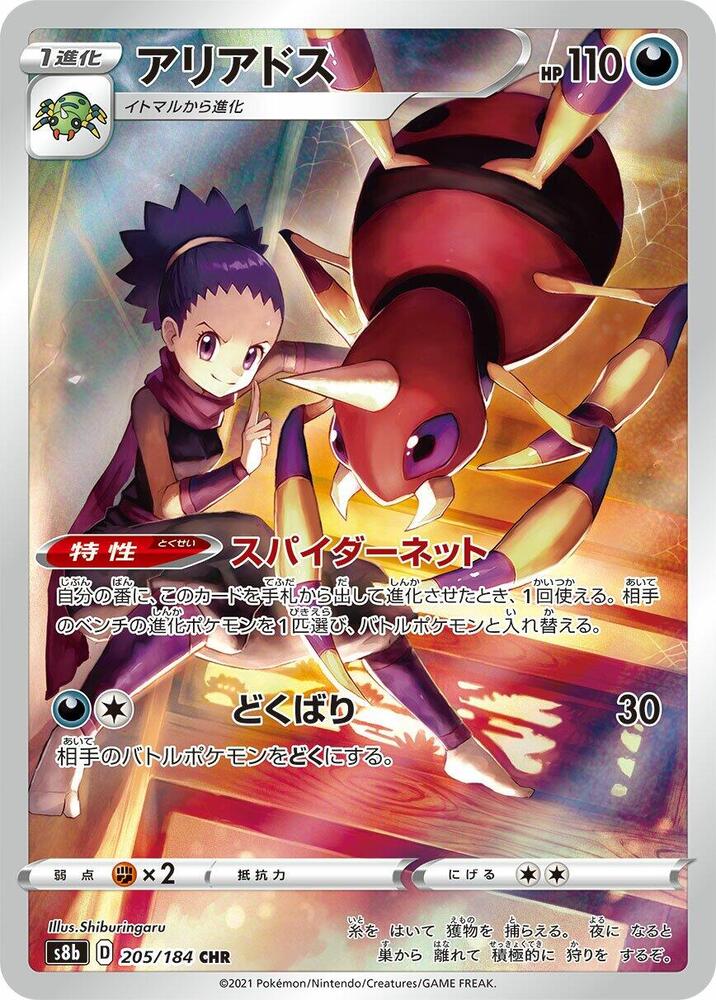 1進化
アリアドス
HP110
イトマルから進化
特性 とくせい スパイダーネット
自分の番に、このカードを手札から出して進化させたとき、1回使える。相手
のベンチの進化ポケモンを1匹選び、バトルポケモンと入れ替える。
どくばり 30
相手のバトルポケモンをどくにする。
弱点 ×2 抵抗力 にげる
Illus.Shiburingaru
糸を はいて 獲物を 捕らえる。 夜に なると
巣から 離れて 積極的に 狩りを するぞ。
s8b D 205/184 CHR
©2021 Pokémon/Nintendo/Creatures/GAME FREAK.